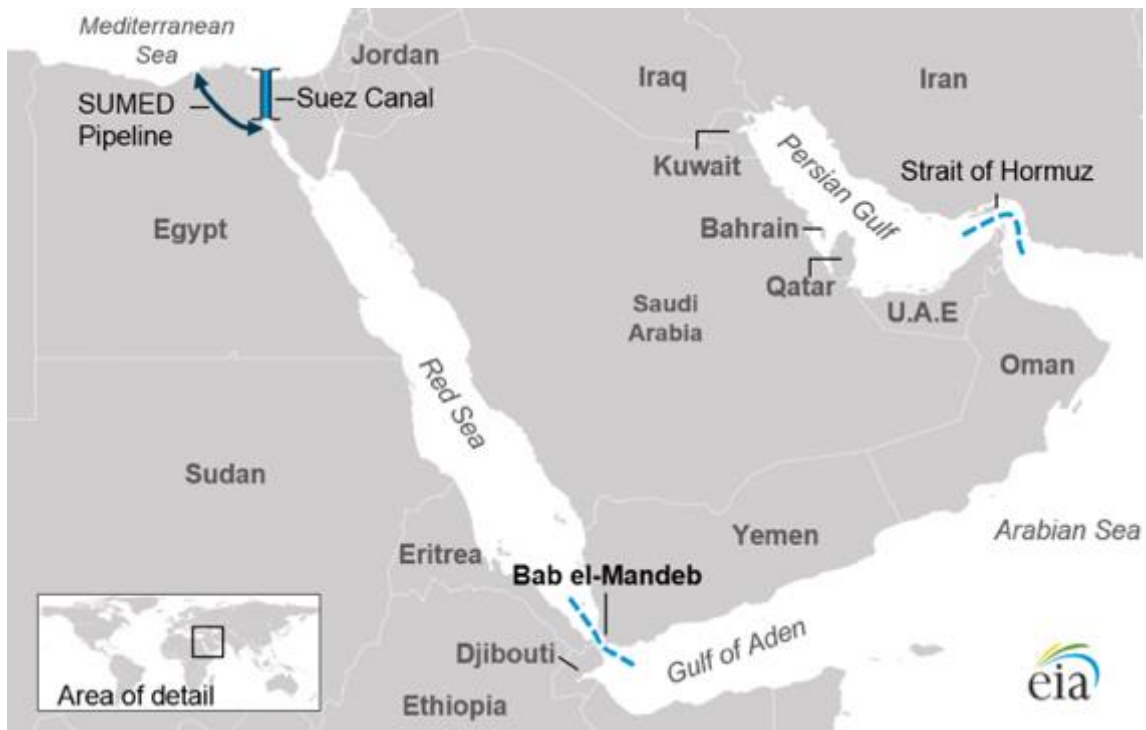 Mediterranean
Sea
Jordan
Iraq
Iran
SUMED
Pipeline
Suez Canal
Kuwait
Persian Gulf
Strait of Hormuz
Egypt
Bahrain
Qatar
Saudi
Arabia
U.A.E
Oman
Red Sea
Sudan
Yemen
Arabian Sea
Eritrea
Bab el-Mandeb
Djibouti
Gulf of Aden
Ethiopia
Area of detail
eia